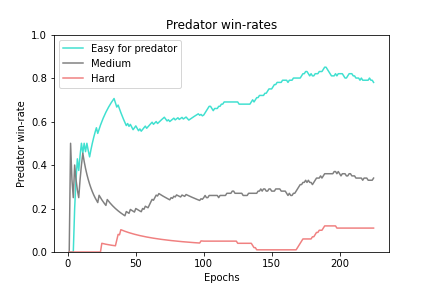 Predator win-rates
Easy for predator
Medium
Hard
Predator win-rate
1.0
0.8
0.6
0.4
0.2
0.0
0 50 100 150 200
Epochs